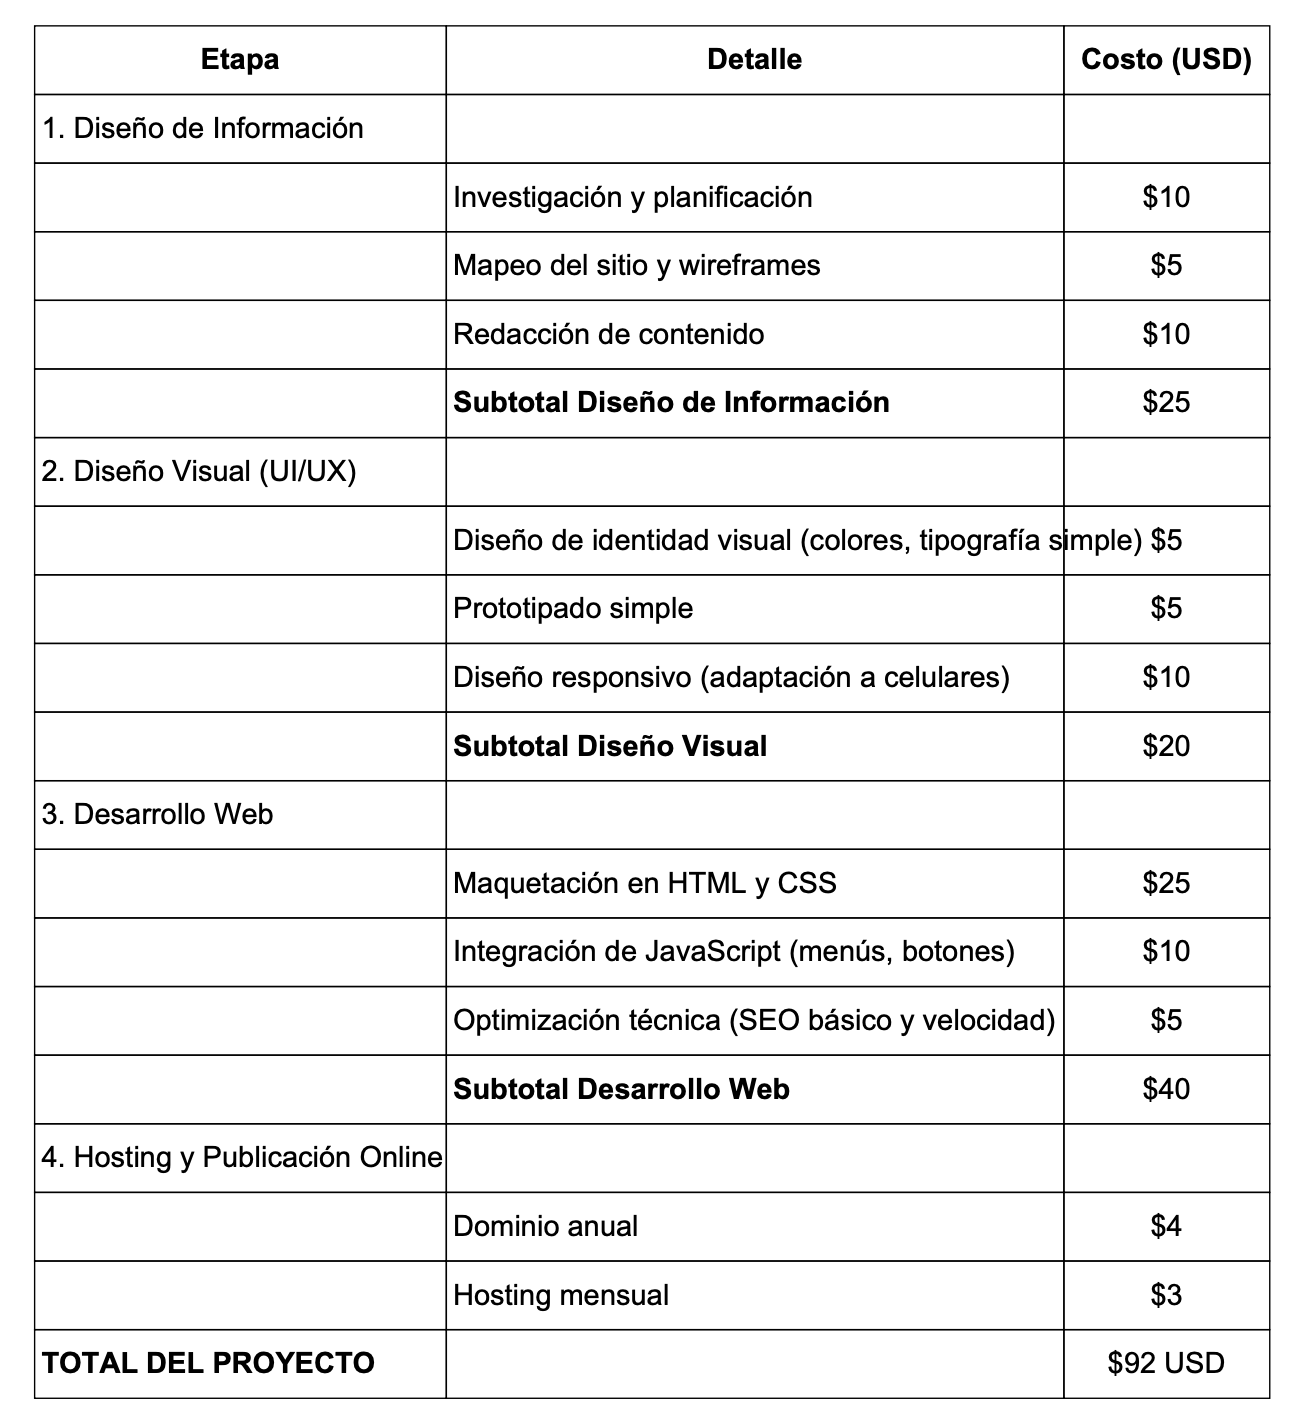 Etapa Detalle Costo (USD)
1. Diseño de Información
Investigación y planificación $10
Mapeo del sitio y wireframes $5
Redacción de contenido $10
Subtotal Diseño de Información $25
2. Diseño Visual (UI/UX)
Diseño de identidad visual (colores, tipografía simple) $5
Prototipado simple $5
Diseño responsivo (adaptación a celulares) $10
Subtotal Diseño Visual $20
3. Desarrollo Web
Maquetación en HTML y CSS $25
Integración de JavaScript (menús, botones) $10
Optimización técnica (SEO básico y velocidad) $5
Subtotal Desarrollo Web $40
4. Hosting y Publicación Online
Dominio anual $4
Hosting mensual $3
TOTAL DEL PROYECTO $92 USD